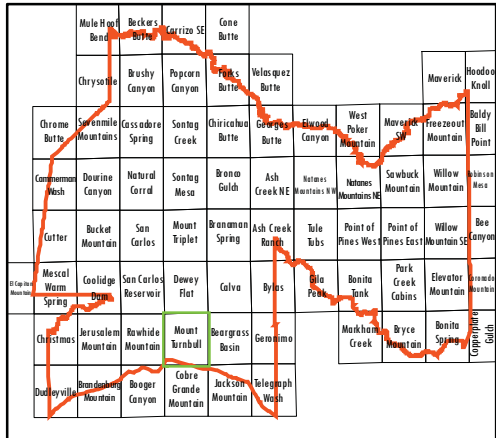 Mule Hoof Bend
Beckers Butte
Carrizo SE
Cone Butte
Chrysotile
Brushy Canyon
Popcorn Canyon
Forks Butte
Velasquez Butte
Maverick
Hoodoo Knoll
Chrome Butte
Sevenmile Mountains
Cassadore Spring
Sontag Creek
Chiricahua Butte
Georges Butte
Elwood Canyon
West Poker Mountain
Maverick SW
Freezeout Mountain
Baldy Bill Point
Cammerman Wash
Dourine Canyon
Natural Corral
Sontag Mesa
Bronco Gulch
Ash Creek NE
Natanes Mountains NW
Natanes Mountains NE
Sawbuck Mountain
Willow Mountain
Robinson Mesa
Cutter
Bucket Mountain
San Carlos
Mount Triplet
Branaman Spring
Ash Creek Ranch
Tule Tubs
Point of Pines West
Point of Pines East
Willow Mountain SE
Bee Canyon
El Capitan Mountain
Mescal Warm Spring
Coolidge Dam
San Carlos Reservoir
Dewey Flat
Calva
Bylas
Gila Peak
Bonita Tank
Park Creek Cabins
Elevator Mountain
Coronado Mountain
Christmas
Jerusalem Mountain
Rawhide Mountain
Mount Turnbull
Beargrass Basin
Geronimo
Markham Creek
Bryce Mountain
Bonita Spring
Copperplate Gulch
Dudleyville
Brandenburg Mountain
Booger Canyon
Cobre Grande Mountain
Jackson Mountain
Telegraph Wash